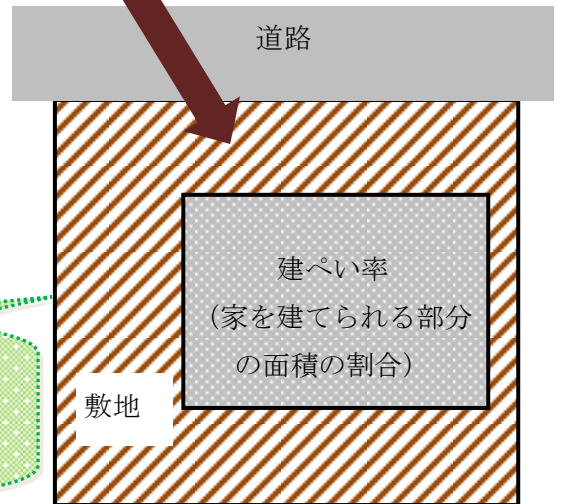 道路
建ぺい率
（家を建てられる部分
の面積の割合）
敷地